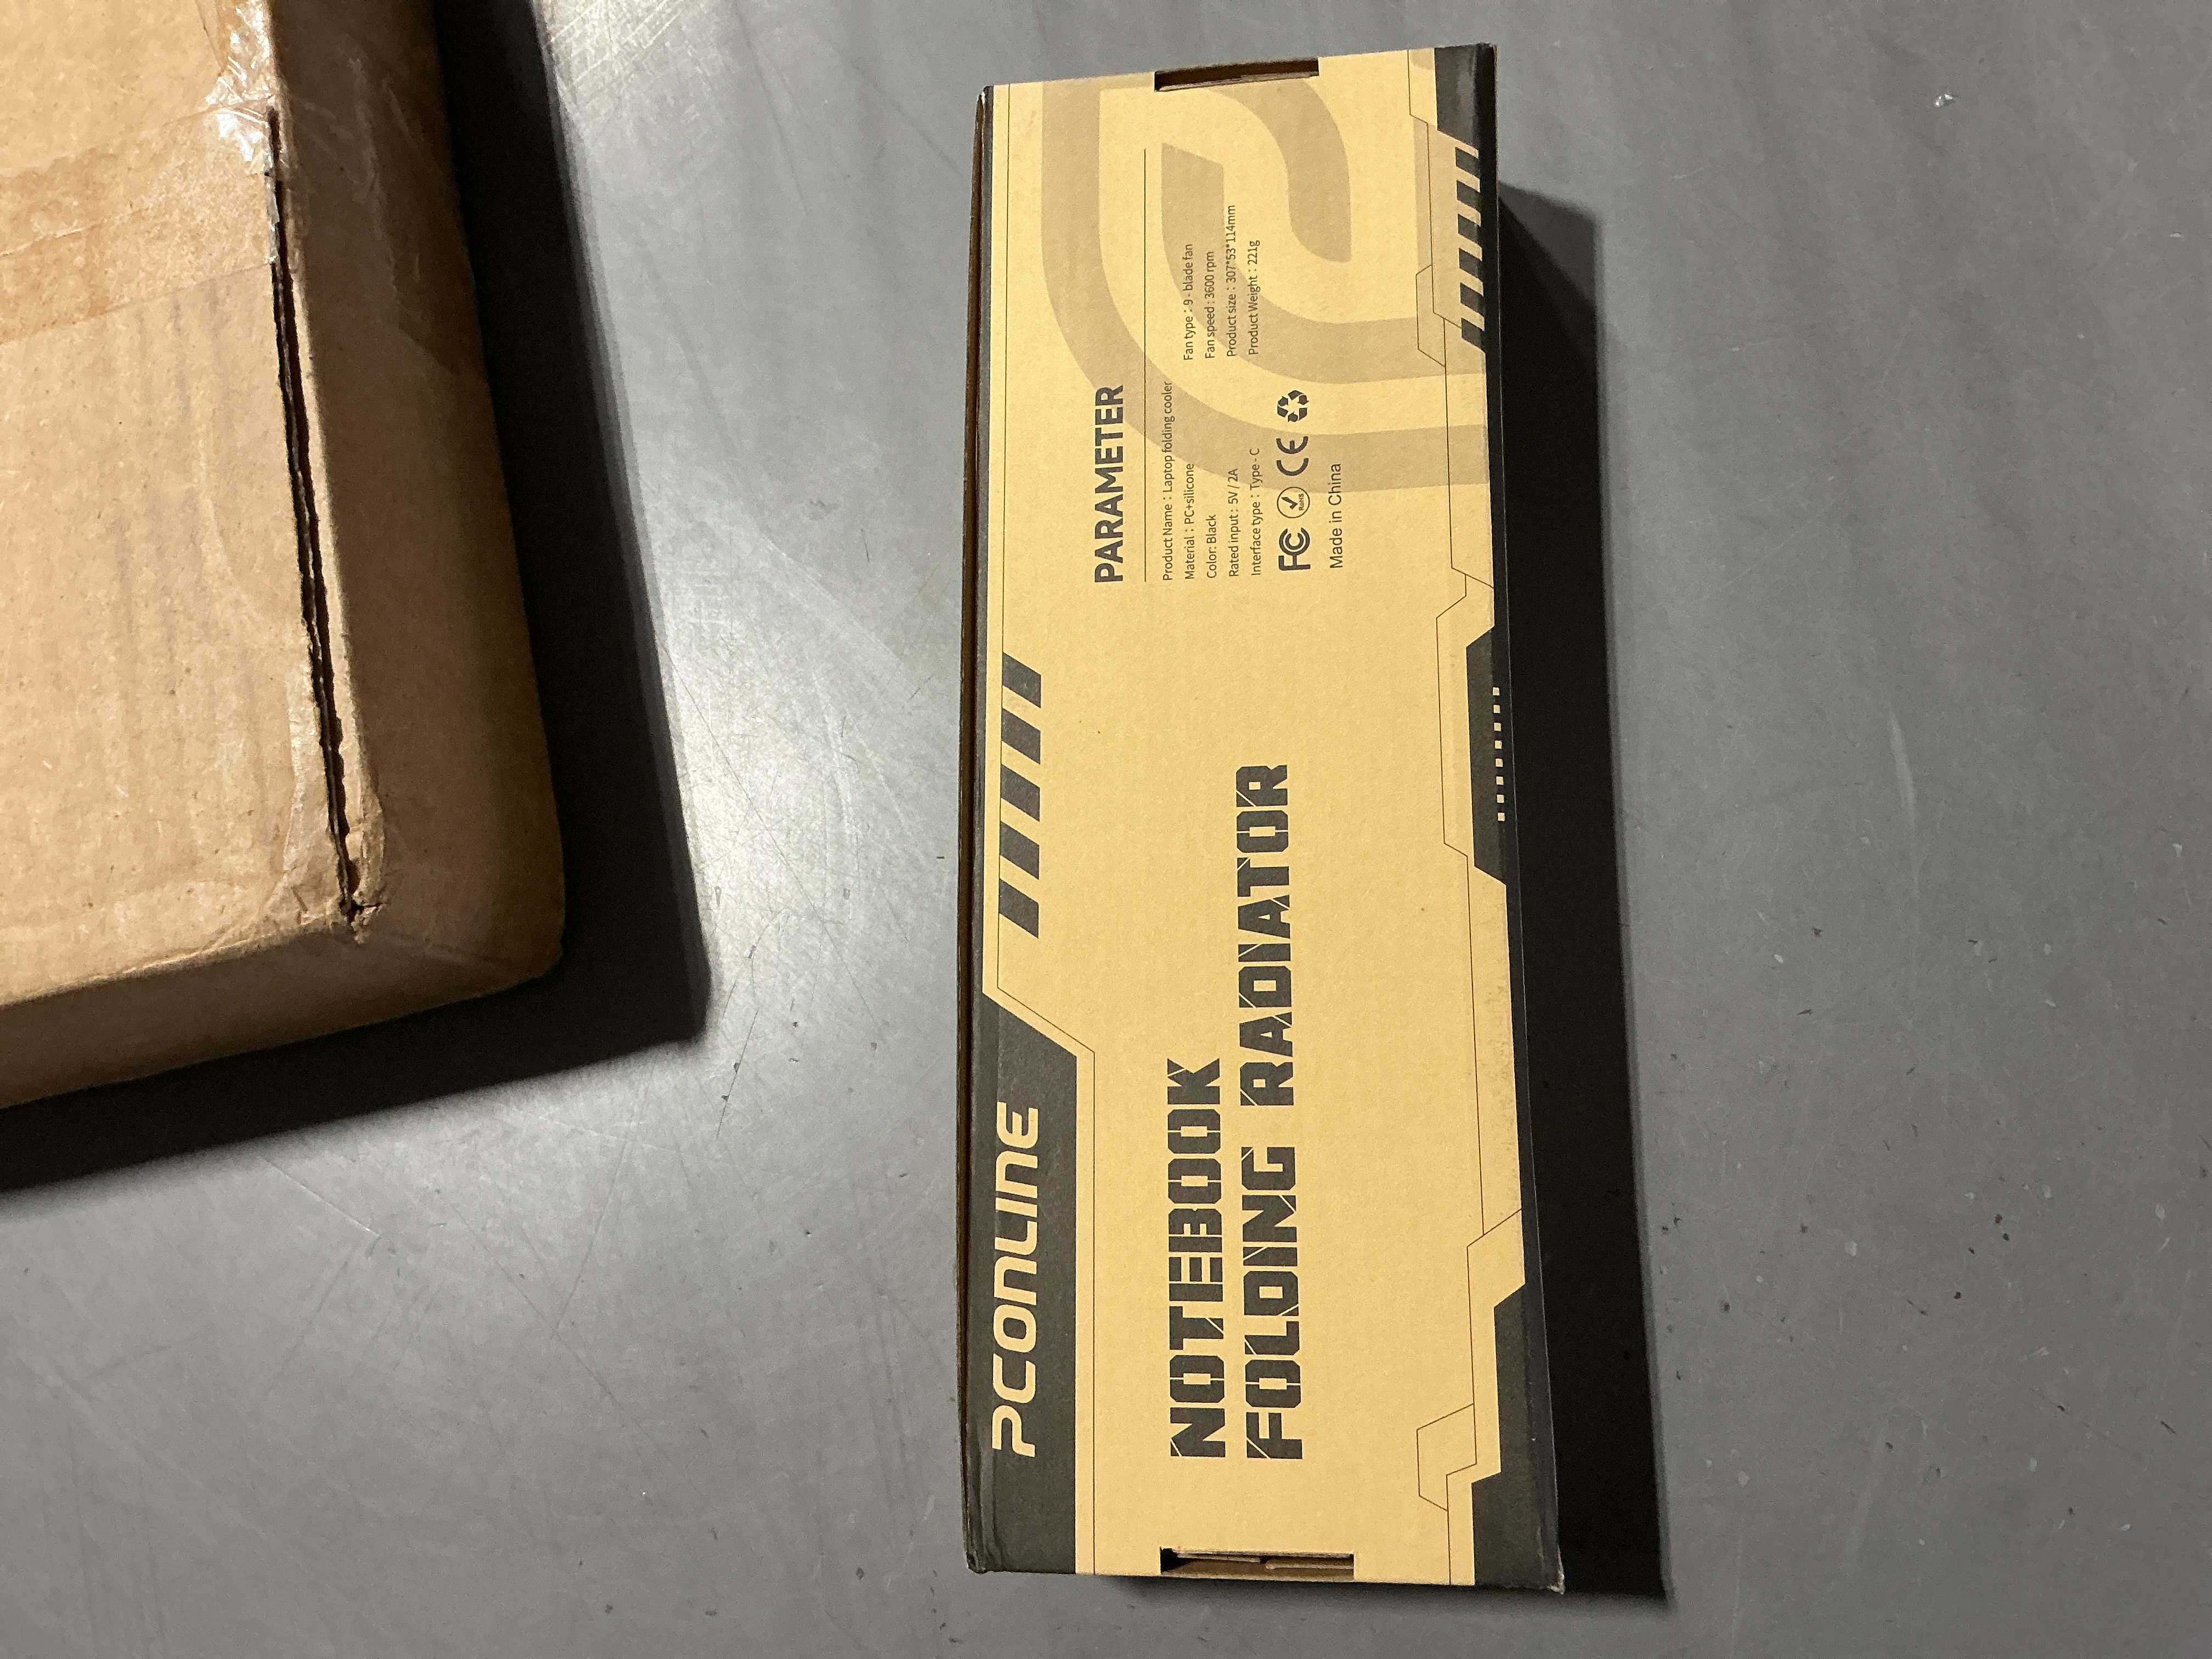 PCONLINE
NOTEBOOK
FOLDING RADIATOR
PARAMETER
Product Name : Laptop folding cooler
Material : PC+silicone
Color: Black
Rated input : 5V / 2A
Interface type : Type - C
Fan type : 9 - blade fan
Fan speed : 3600 rpm
Product size : 307*53*114mm
Product Weight : 221g
FC RoHS CE
Made in China